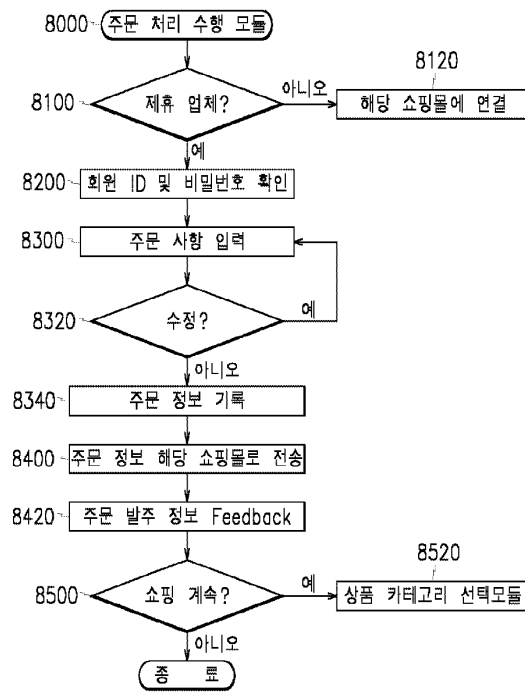 8000 주문 처리 수행 모듈
8100 제휴 업체? 아니오 8120 해당 쇼핑몰에 연결
예
8200 회원 ID 및 비밀번호 확인
8300 주문 사항 입력
8320 수정? 예
아니오
8340 주문 정보 기록
8400 주문 정보 해당 쇼핑몰로 전송
8420 주문 발주 정보 Feedback
8500 쇼핑 계속? 예 8520 상품 카테고리 선택모듈
아니오
종 료